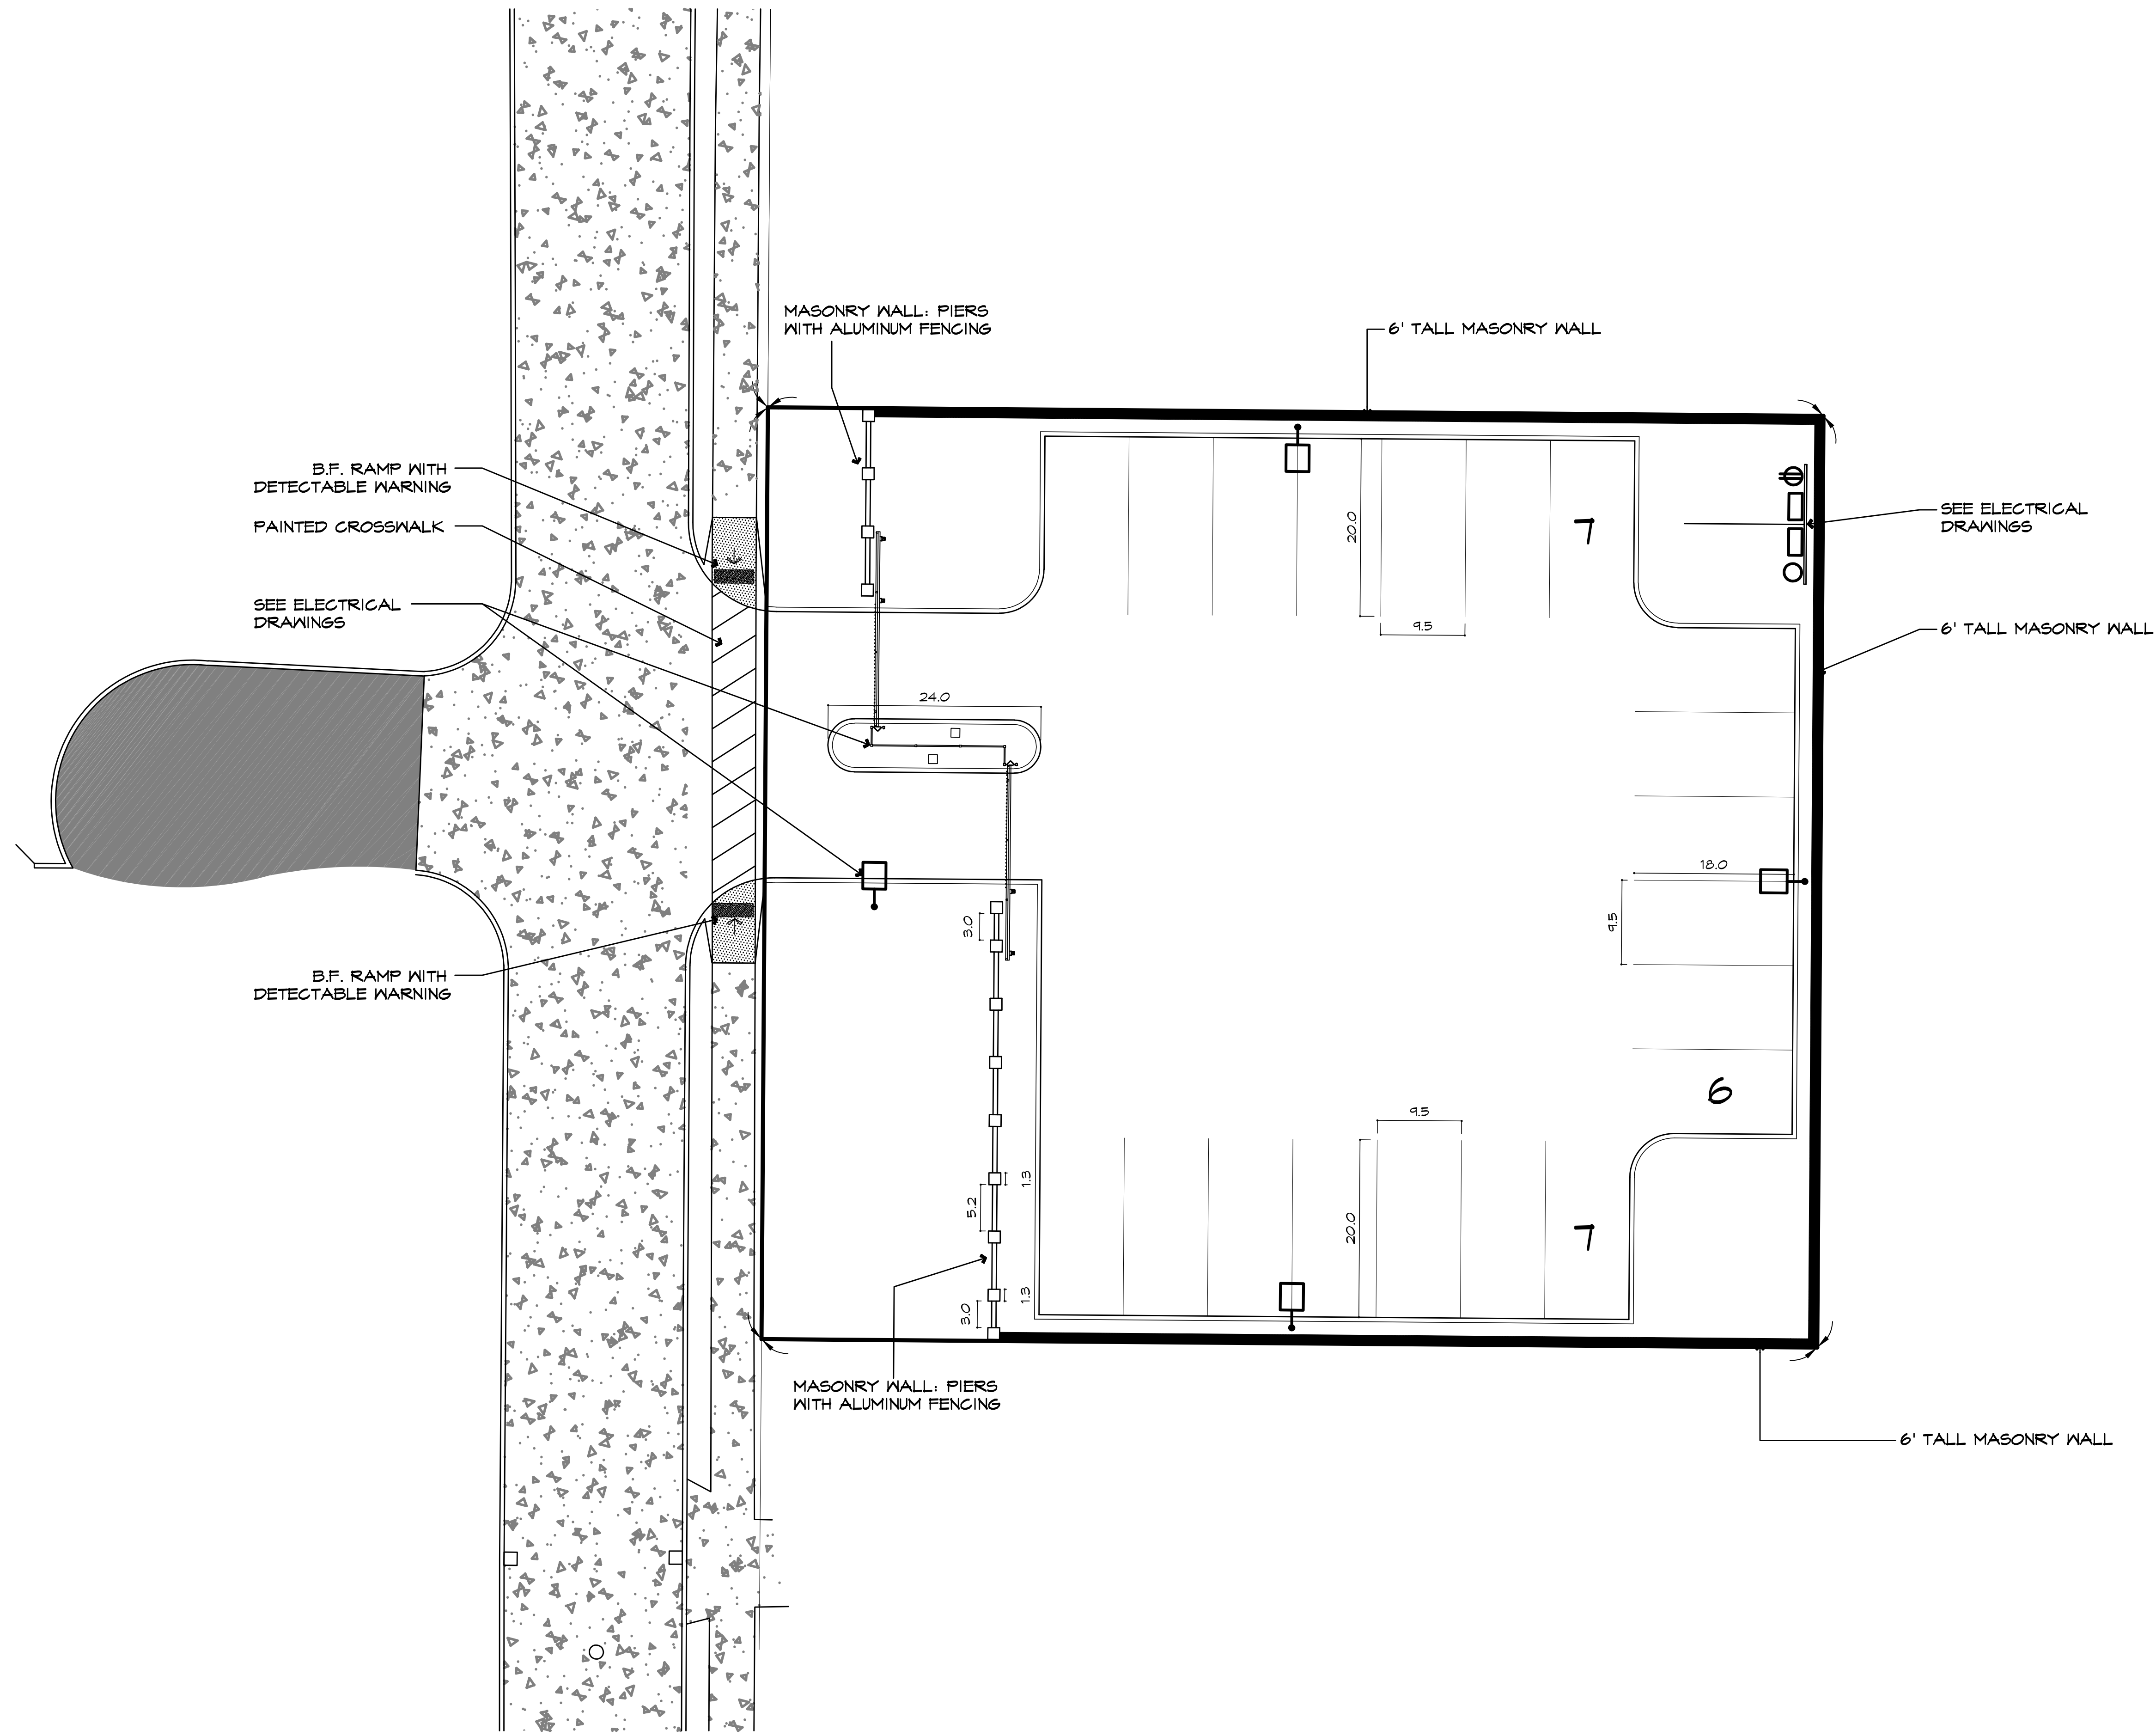 MASONRY WALL: PIERS
WITH ALUMINUM FENCING
6' TALL MASONRY WALL
B.F. RAMP WITH
DETECTABLE WARNING
PAINTED CROSSWALK
SEE ELECTRICAL
DRAWINGS
20.0
7
9.5
SEE ELECTRICAL
DRAWINGS
6' TALL MASONRY WALL
24.0
18.0
9.5
3.0
B.F. RAMP WITH
DETECTABLE WARNING
6
9.5
20.0
7
1.3
5.2
1.3
3.0
MASONRY WALL: PIERS
WITH ALUMINUM FENCING
6' TALL MASONRY WALL